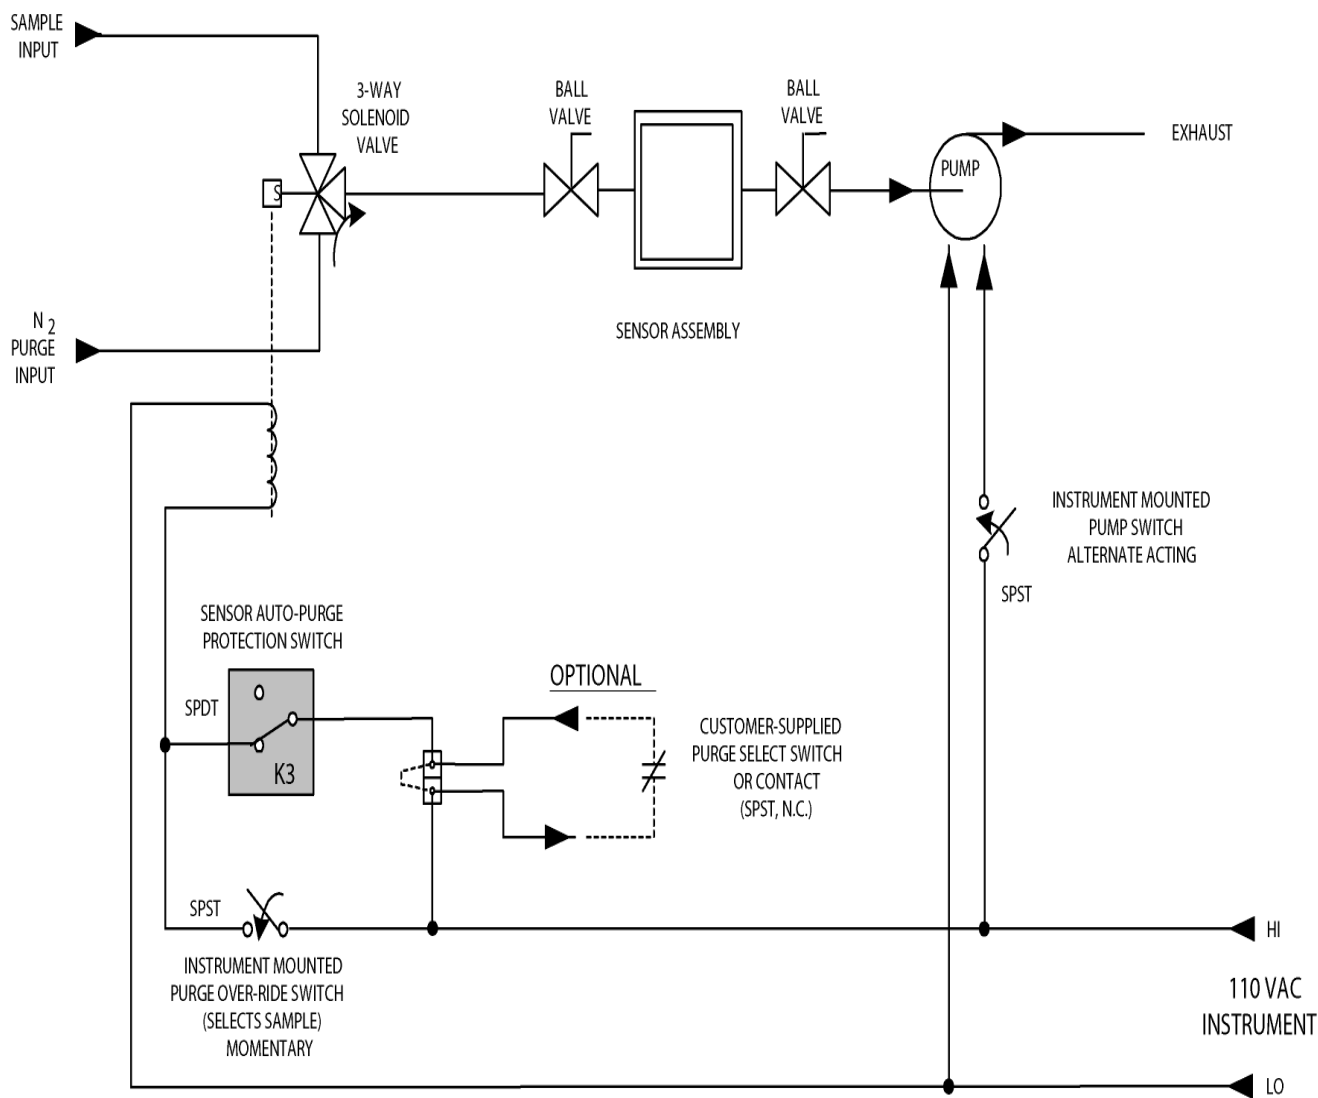 SAMPLE
INPUT
3-WAY
SOLENOID
VALVE
BALL
VALVE
BALL
VALVE
EXHAUST
PUMP
S
N 2
PURGE
INPUT
SENSOR ASSEMBLY
INSTRUMENT MOUNTED
PUMP SWITCH
ALTERNATE ACTING
SPST
SENSOR AUTO-PURGE
PROTECTION SWITCH
SPDT
K3
OPTIONAL
CUSTOMER-SUPPLIED
PURGE SELECT SWITCH
OR CONTACT
(SPST, N.C.)
SPST
INSTRUMENT MOUNTED
PURGE OVER-RIDE SWITCH
(SELECTS SAMPLE)
MOMENTARY
HI
110 VAC
INSTRUMENT
LO